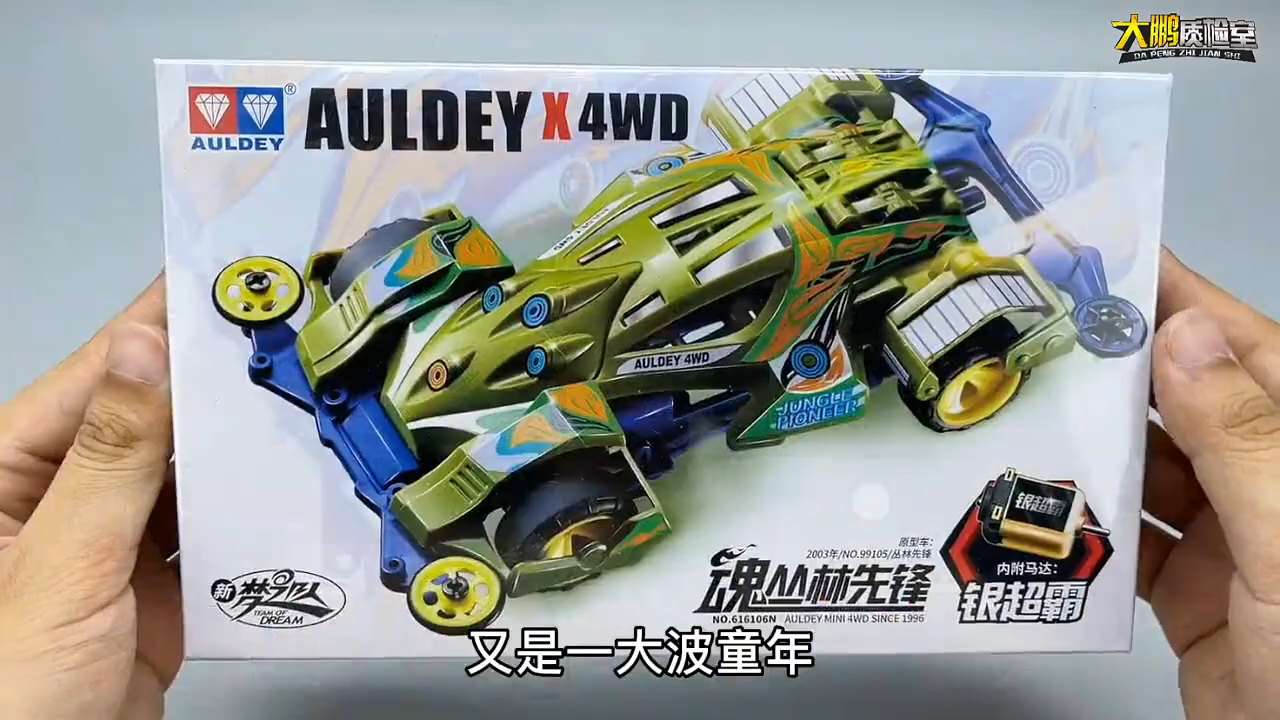 大鹏质检室
DA PENG ZHI JIAN SHI
AULDEY
®
AULDEY X 4WD
AULDEY 4WD
JUNGLE
PIONEER
新梦之队
TEAM OF
DREAM
原型车:
2003年/NO.99105/丛林先锋
魂丛林先锋
NO.616106N AULDEY MINI 4WD SINCE 1996
银超霸
内附马达:
银超霸
又是一大波童年